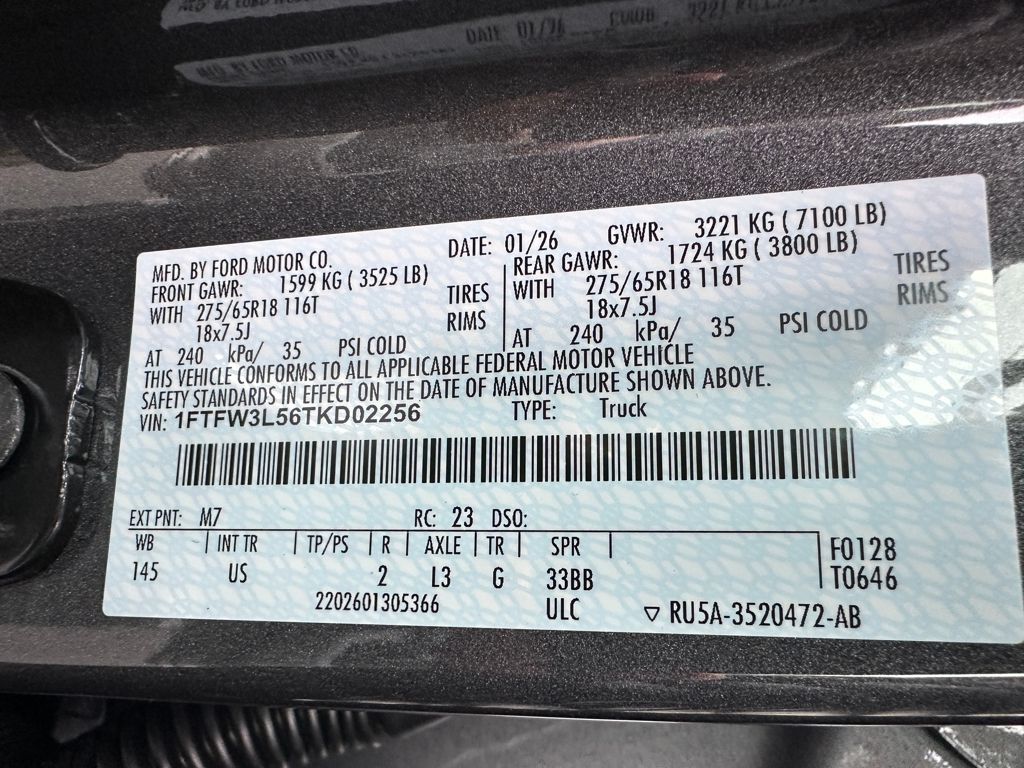 MFD. BY FORD MOTOR CO.
DATE: 01/26 GVWR: 3221 KG ( 7100 LB)
FRONT GAWR: 1599 KG ( 3525 LB)
REAR GAWR: 1724 KG ( 3800 LB)
WITH 275/65R18 116T TIRES
WITH 275/65R18 116T TIRES
18x7.5J RIMS
18x7.5J RIMS
AT 240 kPa/ 35 PSI COLD
AT 240 kPa/ 35 PSI COLD
THIS VEHICLE CONFORMS TO ALL APPLICABLE FEDERAL MOTOR VEHICLE
SAFETY STANDARDS IN EFFECT ON THE DATE OF MANUFACTURE SHOWN ABOVE.
VIN: 1FTFW3L56TKD02256 TYPE: Truck
EXT PNT: M7 RC: 23 DSO:
WB INT TR TP/PS R AXLE TR SPR
145 US 2 L3 G 33BB
F0128
T0646
2202601305366 ULC ▽ RU5A-3520472-AB